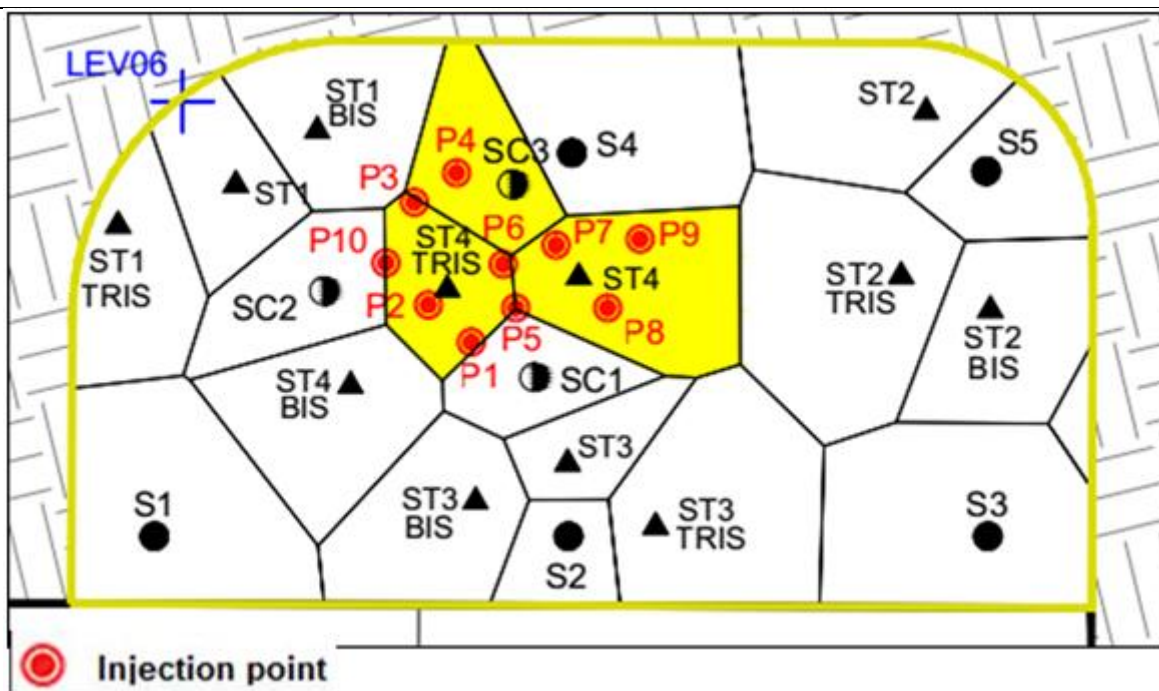 LEV06
ST1
BIS
ST2
P4
SC3
S4
S5
P3
ST1
P6
P7
P9
ST1
TRIS
P10
ST4
TRIS
ST4
ST2
TRIS
SC2
P2
P5
P8
ST2
BIS
P1
SC1
ST4
BIS
ST3
S1
ST3
BIS
ST3
TRIS
S3
S2
Injection point